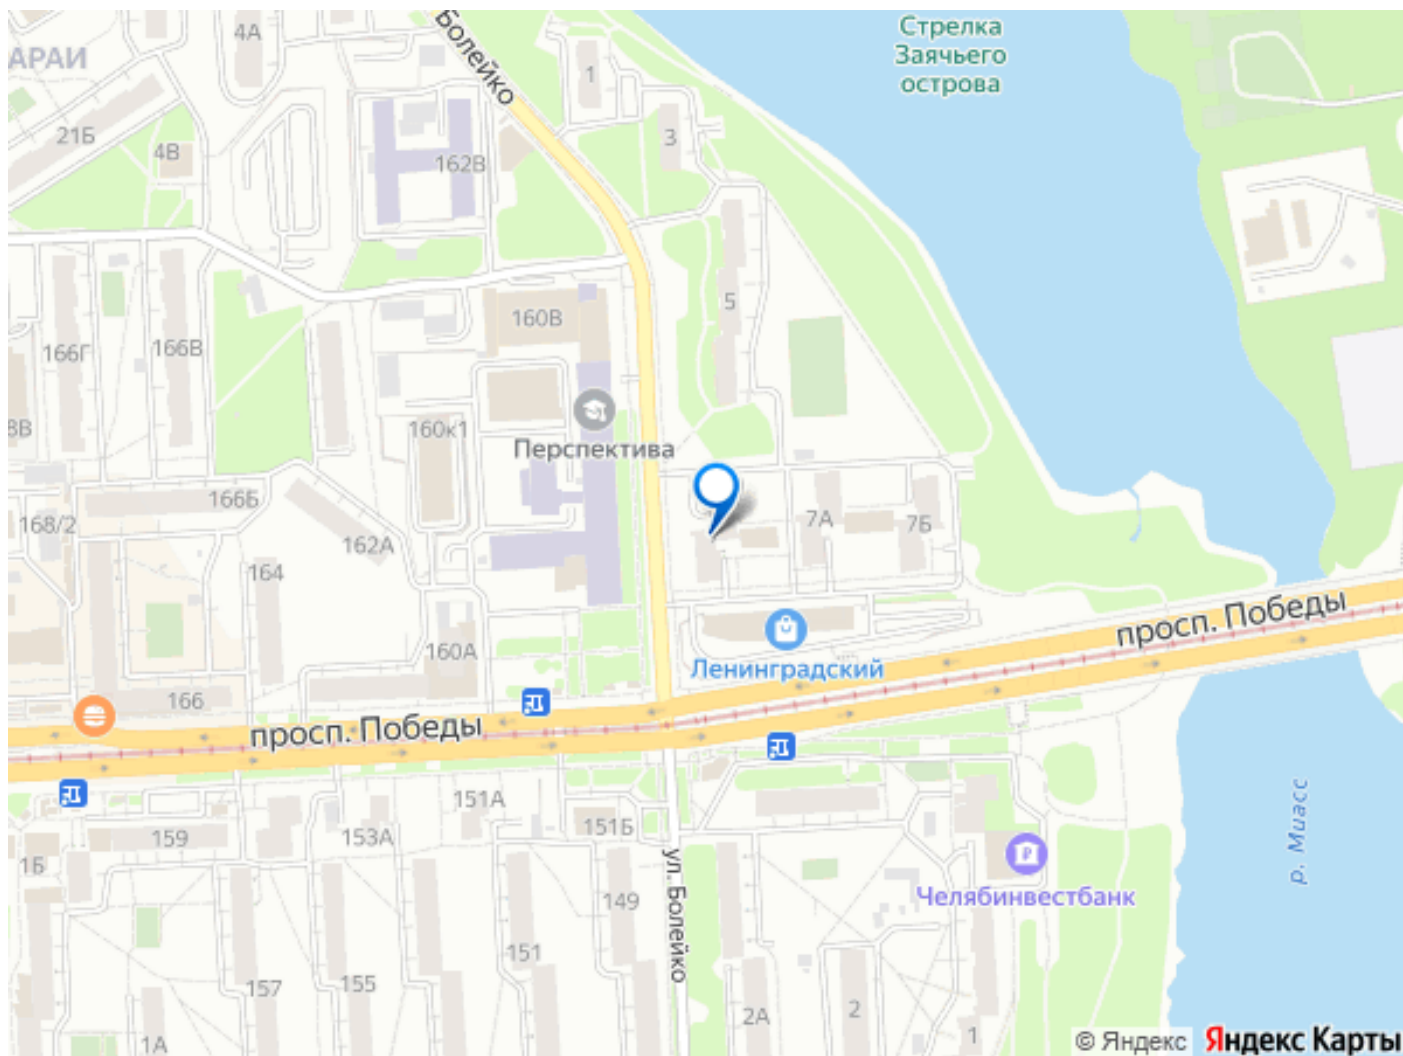 4А
Болейко
Стрелка
Заячьего
острова
АРАИ
1
21Б
4В
162В
3
5
160В
166Г
166В
8В
160к1
Перспектива
166Б
168/2
162А
7А
7Б
164
просп. Победы
160А
Ленинградский
166
просп. Победы
151А
159
153А
151Б
1Б
ул. Болейко
р. Миасс
Челябинвестбанк
149
151
157
155
2А
2
1
1А
© Яндекс Яндекс Карты